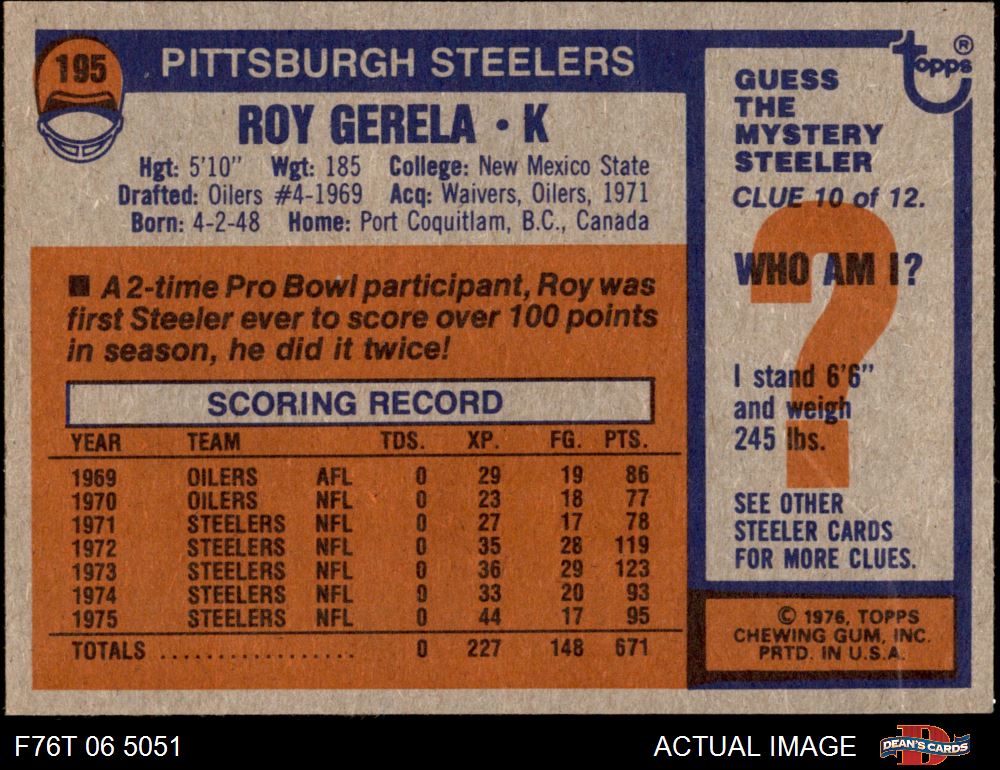 195
PITTSBURGH STEELERS
ROY GERELA • K
Hgt: 5'10" Wgt: 185 College: New Mexico State
Drafted: Oilers #4-1969 Acq: Waivers, Oilers, 1971
Born: 4-2-48 Home: Port Coquitlam, B.C., Canada
■ A 2-time Pro Bowl participant, Roy was
first Steeler ever to score over 100 points
in season, he did it twice!
SCORING RECORD
YEAR TEAM TDS. XP. FG. PTS.
1969 OILERS AFL 0 29 19 86
1970 OILERS NFL 0 23 18 77
1971 STEELERS NFL 0 27 17 78
1972 STEELERS NFL 0 35 28 119
1973 STEELERS NFL 0 36 29 123
1974 STEELERS NFL 0 33 20 93
1975 STEELERS NFL 0 44 17 95
TOTALS .................. 0 227 148 671
topps ®
GUESS
THE
MYSTERY
STEELER
CLUE 10 of 12.
?
WHO AM I?
I stand 6'6"
and weigh
245 lbs.
SEE OTHER
STEELER CARDS
FOR MORE CLUES.
© 1976, TOPPS
CHEWING GUM, INC.
PRTD. IN U.S.A.
F76T 06 5051
ACTUAL IMAGE
D
DEAN'S CARDS